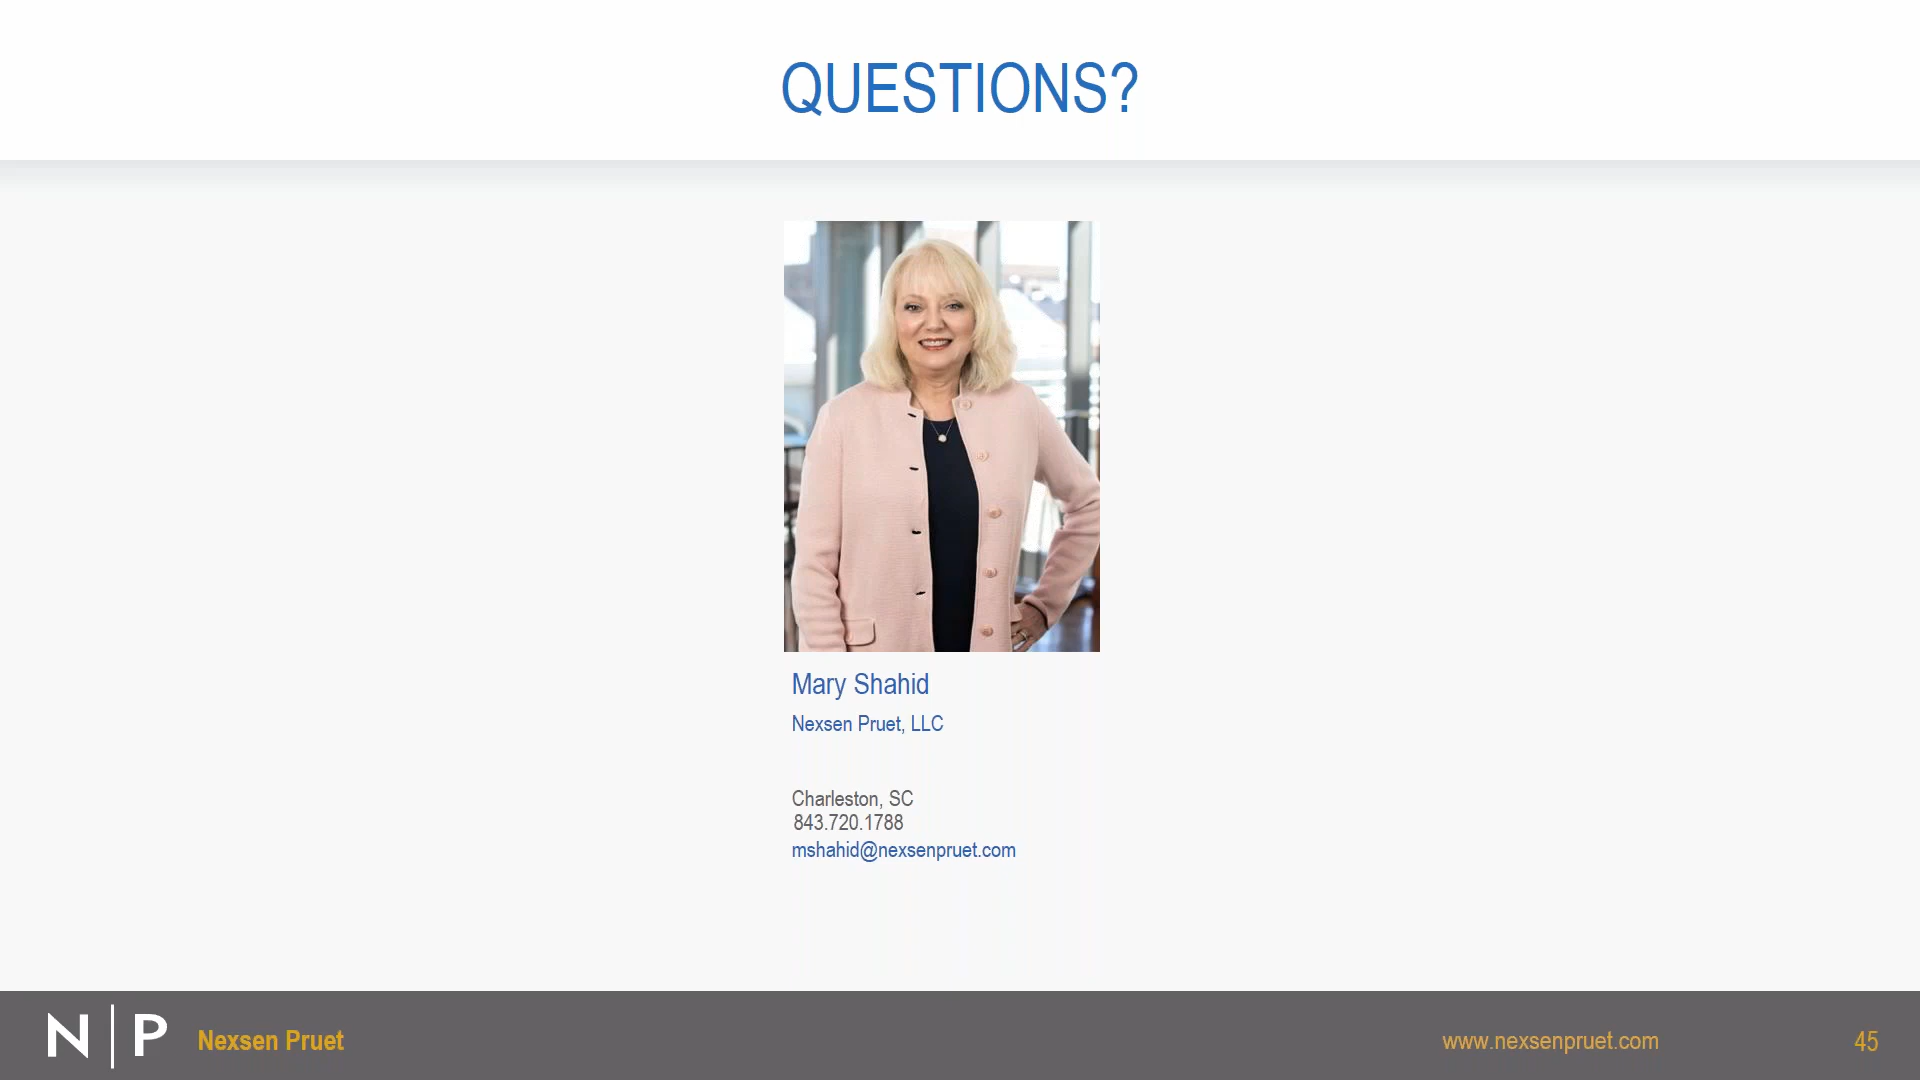 QUESTIONS?
Mary Shahid
Nexsen Pruet, LLC
Charleston, SC
843.720.1788
mshahid@nexsenpruet.com
N|P
Nexsen Pruet
www.nexsenpruet.com
45